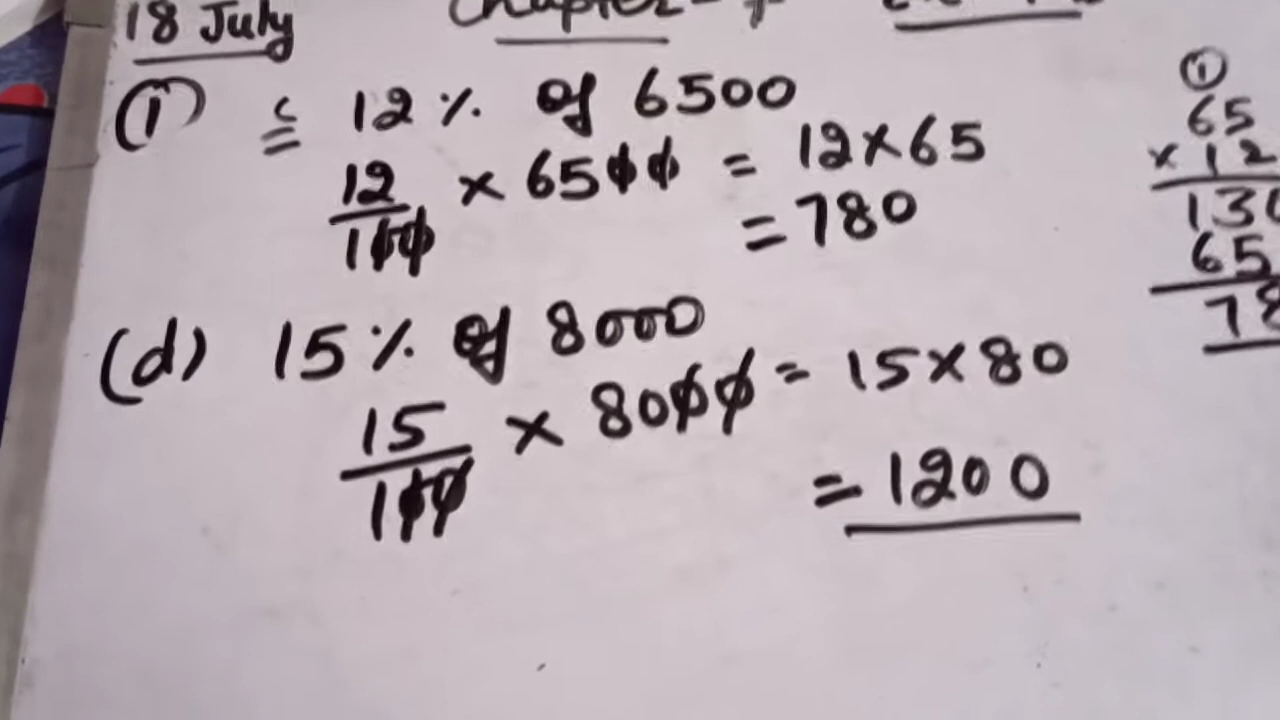 18 July Chapter-
(1) c 12% of 6500
12/100 × 6500 = 12×65
= 780
(d) 15% of 8000
15/100 × 8000 = 15×80
= 1200
1
65
×12
130
65
78